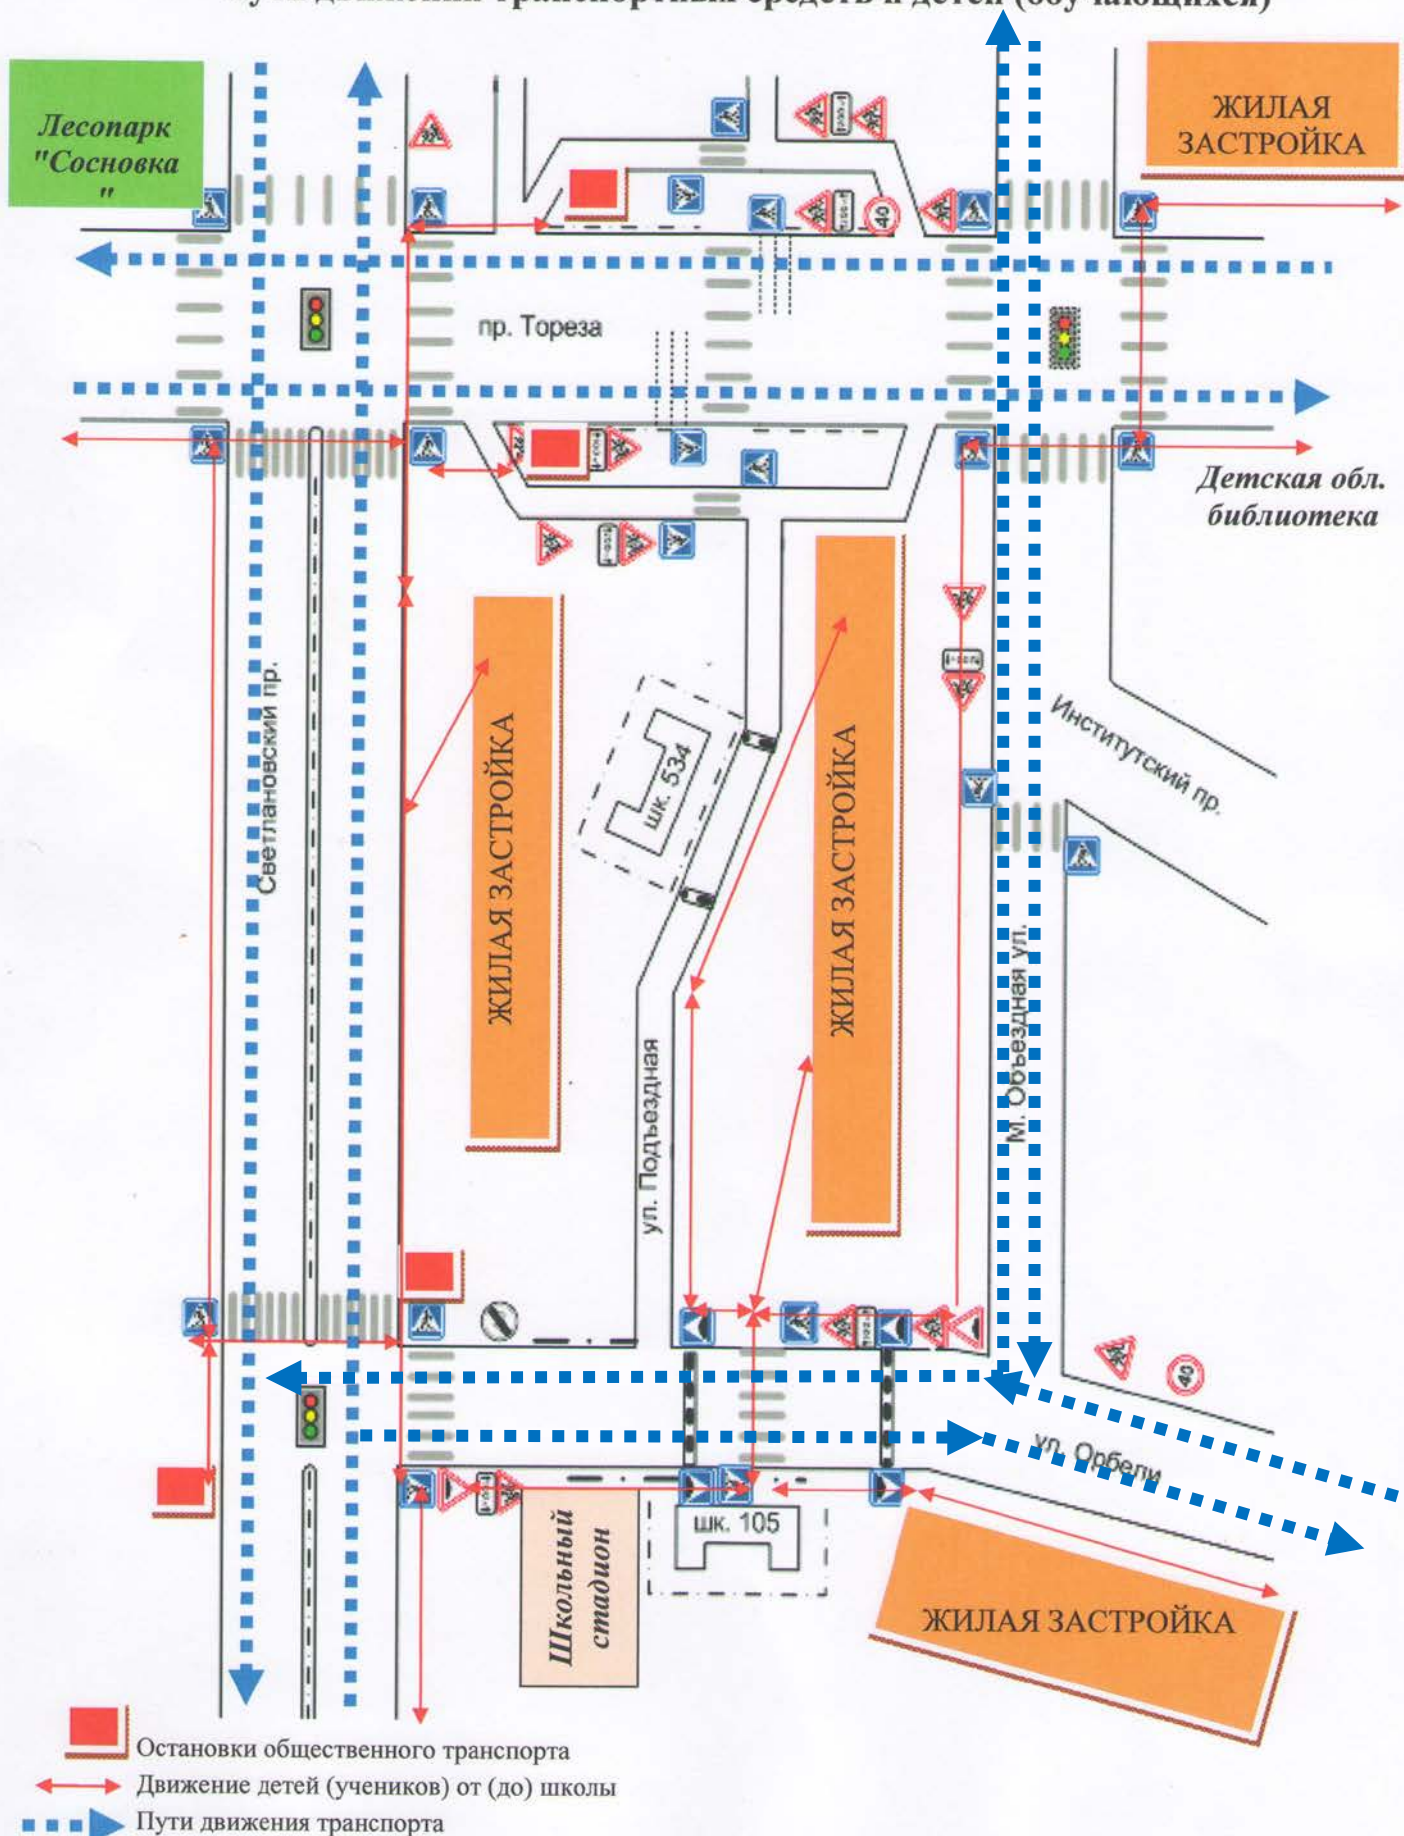 ЖИЛАЯ
ЗАСТРОЙКА
Лесопарк
"Сосновка
"
40
пр. Тореза
Детская обл.
библиотека
Светлановский пр.
ЖИЛАЯ ЗАСТРОЙКА
шк. 534
ЖИЛАЯ ЗАСТРОЙКА
Институтский пр.
М. Объездная ул.
ул. Подъездная
40
ул. Орбели
Школьный
стадион
шк. 105
ЖИЛАЯ ЗАСТРОЙКА
Остановки общественного транспорта
Движение детей (учеников) от (до) школы
Пути движения транспорта